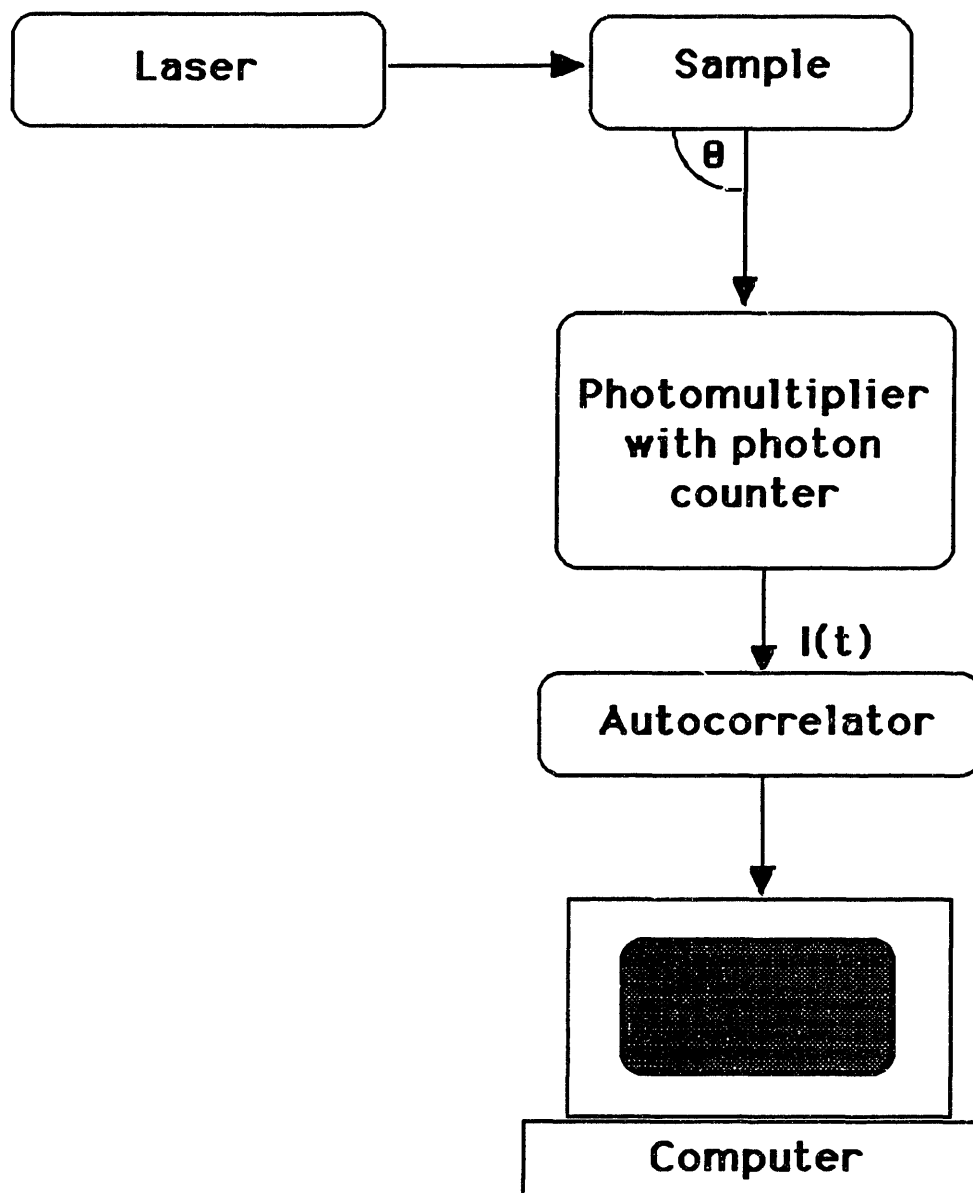 Laser
Sample
θ
Photomultiplier
with photon
counter
I(t)
Autocorrelator
Computer